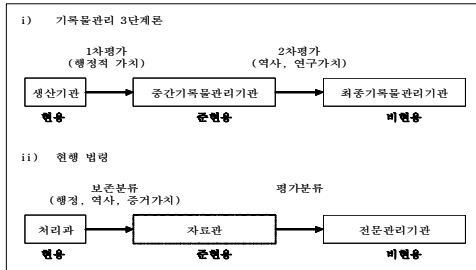 i) 기록물관리 3단계론
1차평가 2차평가
(행정적 가치) (역사, 연구가치)
생산기관 중간기록물관리기관 최종기록물관리기관
현용 준현용 비현용
ii) 현행 법령
보존분류 평가분류
(행정, 역사, 증거가치)
처리과 자료관 전문관리기관
현용 준현용 비현용